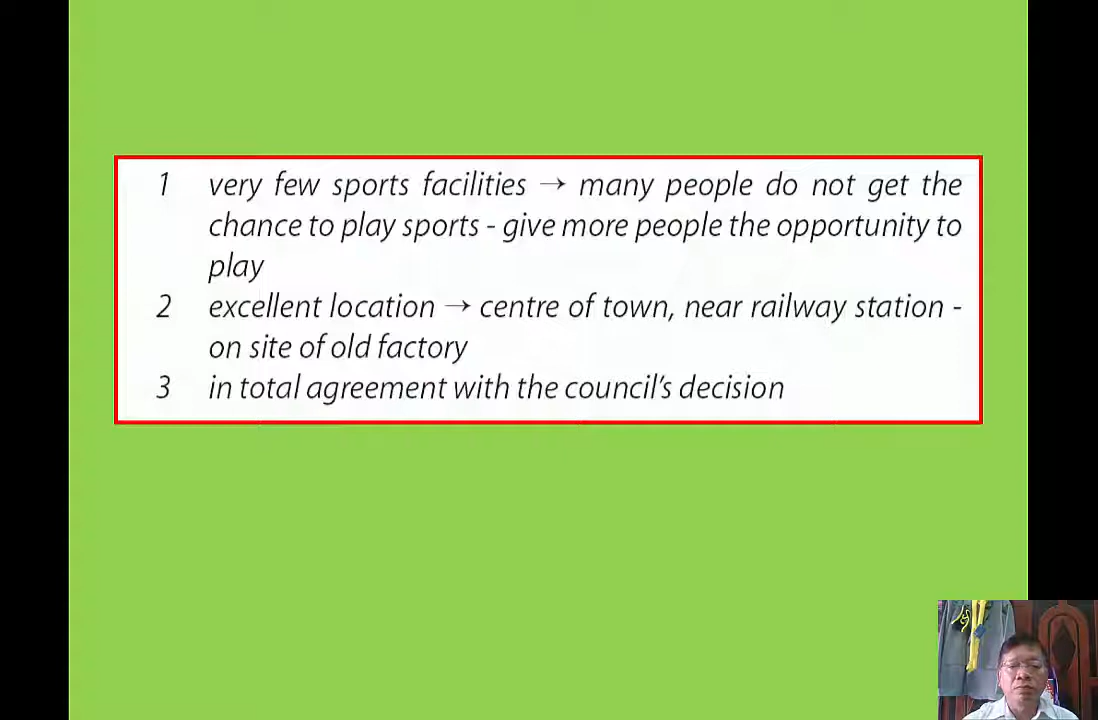 1 very few sports facilities → many people do not get the
chance to play sports - give more people the opportunity to
play
2 excellent location → centre of town, near railway station -
on site of old factory
3 in total agreement with the council's decision